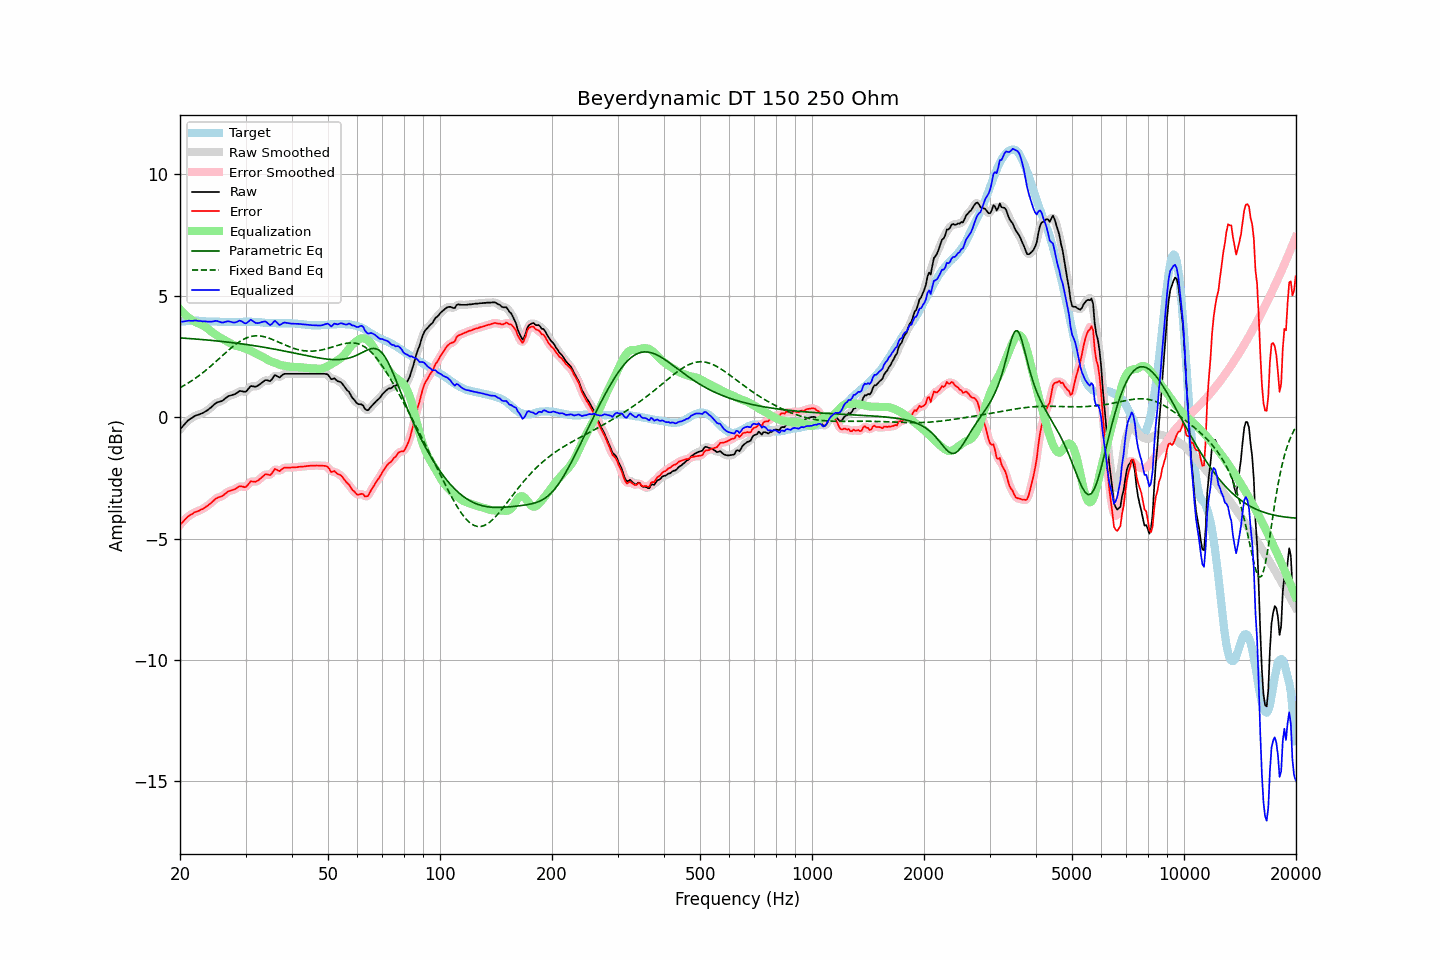 Beyerdynamic DT 150 250 Ohm
Target
Raw Smoothed
Error Smoothed
Raw
Error
Equalization
Parametric Eq
Fixed Band Eq
Equalized
10
5
0
−5
−10
−15
Amplitude (dBr)
20
50
100
200
500
1000
2000
5000
10000
20000
Frequency (Hz)